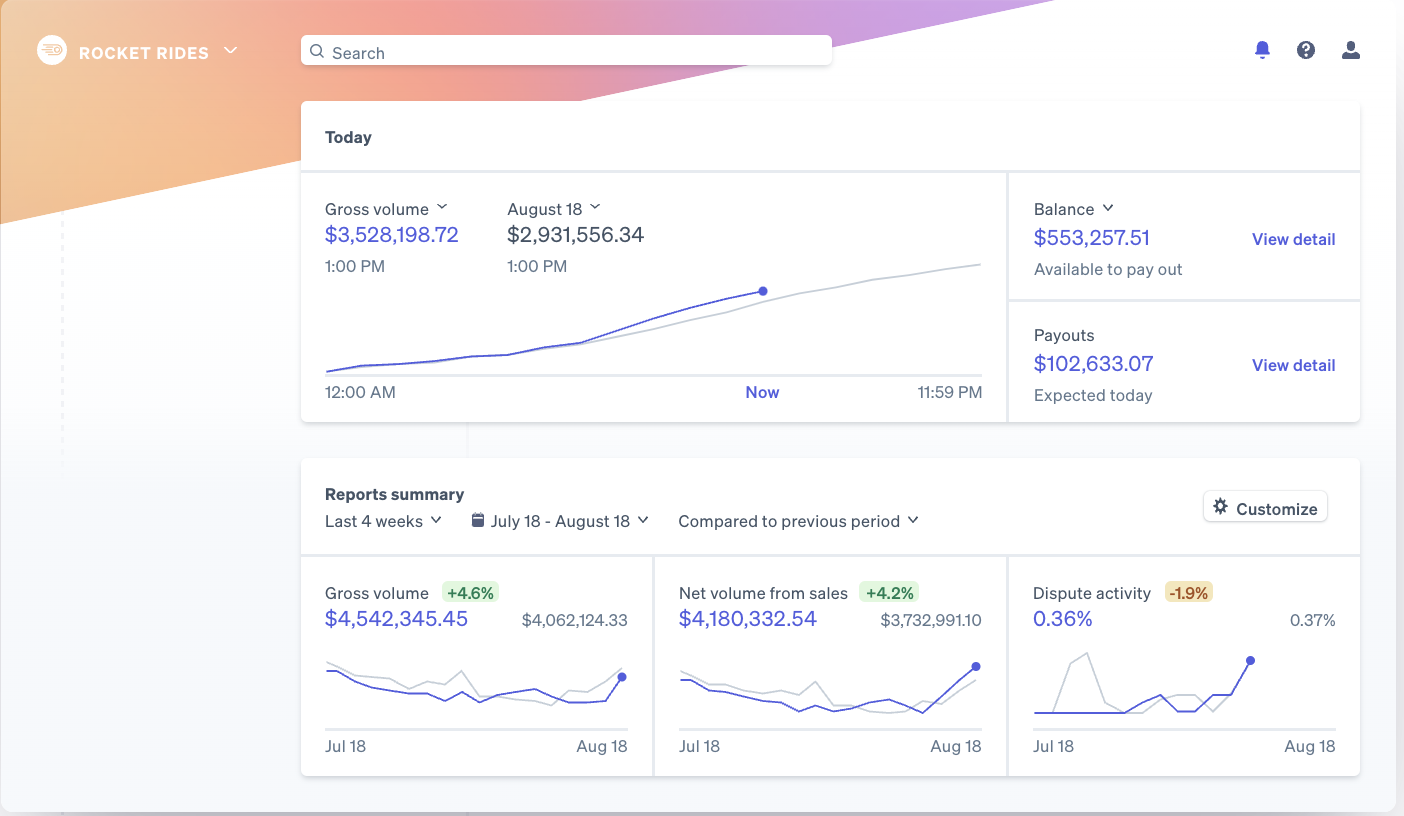 ROCKET RIDES
Search
Today
Gross volume
$3,528,198.72
1:00 PM
August 18
$2,931,556.34
1:00 PM
12:00 AM
Now
11:59 PM
Balance
$553,257.51
View detail
Available to pay out
Payouts
$102,633.07
View detail
Expected today
Reports summary
Last 4 weeks
July 18 - August 18
Compared to previous period
Customize
Gross volume +4.6%
$4,542,345.45 $4,062,124.33
Jul 18 Aug 18
Net volume from sales +4.2%
$4,180,332.54 $3,732,991.10
Jul 18 Aug 18
Dispute activity -1.9%
0.36% 0.37%
Jul 18 Aug 18